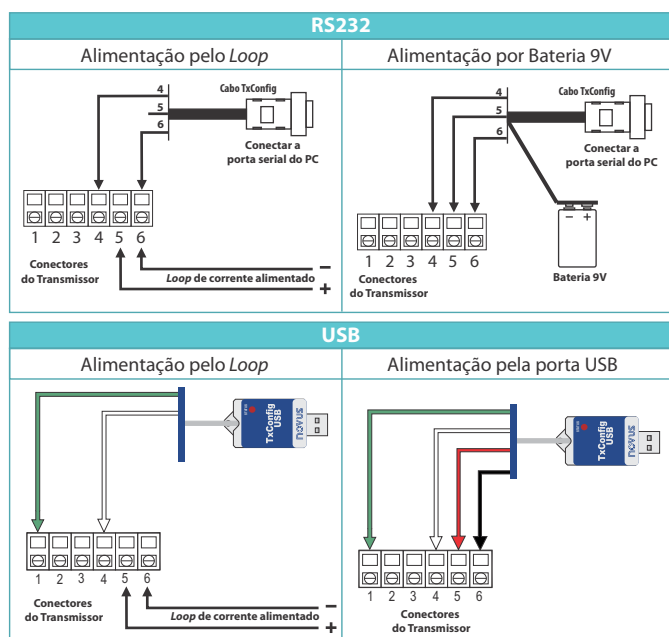 RS232
Alimentação pelo Loop
4
5
6
Cabo TxConfig
Conectar a
porta serial do PC
1 2 3 4 5 6
Conectores
do Transmissor
Loop de corrente alimentado
−
+
Alimentação por Bateria 9V
4
5
6
Cabo TxConfig
Conectar a
porta serial do PC
1 2 3 4 5 6
Conectores
do Transmissor
− +
Bateria 9V
USB
Alimentação pelo Loop
TxConfig
USB
NOVUS
1 2 3 4 5 6
Conectores
do Transmissor
Loop de corrente alimentado
−
+
Alimentação pela porta USB
TxConfig
USB
NOVUS
1 2 3 4 5 6
Conectores
do Transmissor